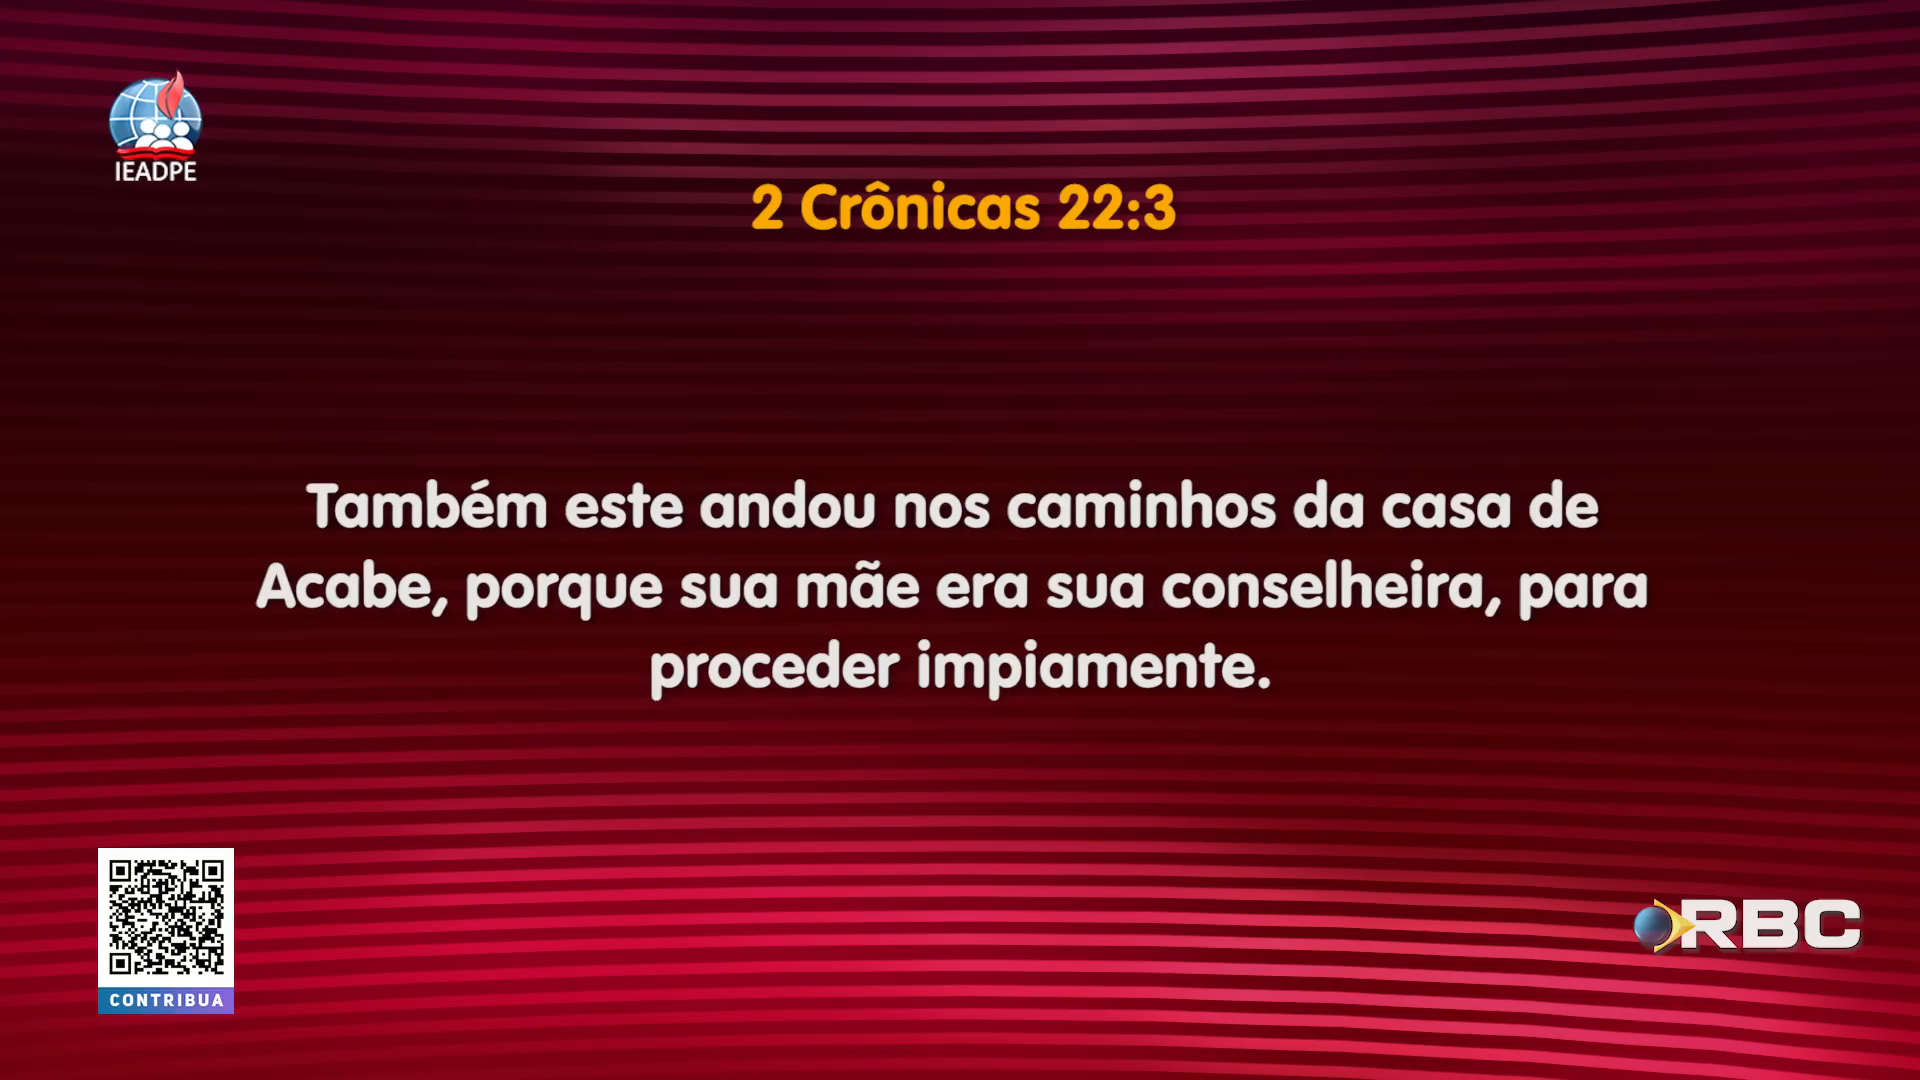 IEADPE
2 Crônicas 22:3
Também este andou nos caminhos da casa de
Acabe, porque sua mãe era sua conselheira, para
proceder impiamente.
CONTRIBUA
RBC